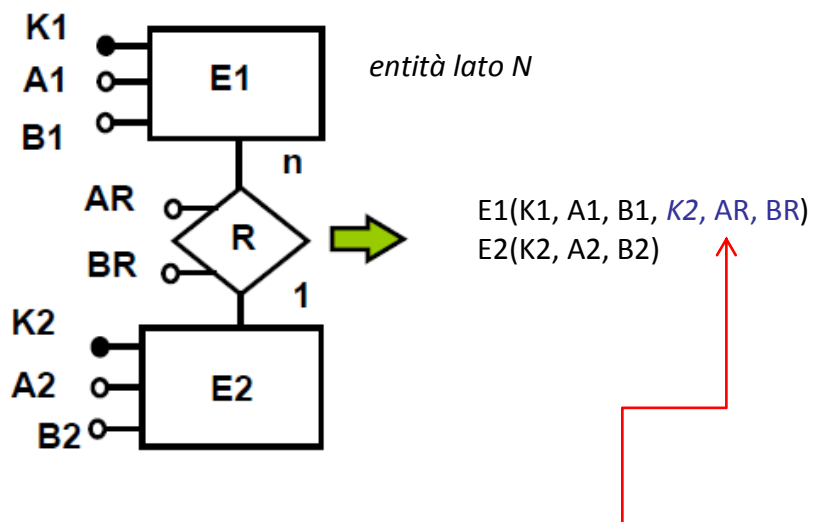 K1
A1
B1
E1
entità lato N
n
AR
BR
R
1
E1(K1, A1, B1, K2, AR, BR)
E2(K2, A2, B2)
K2
A2
B2
E2